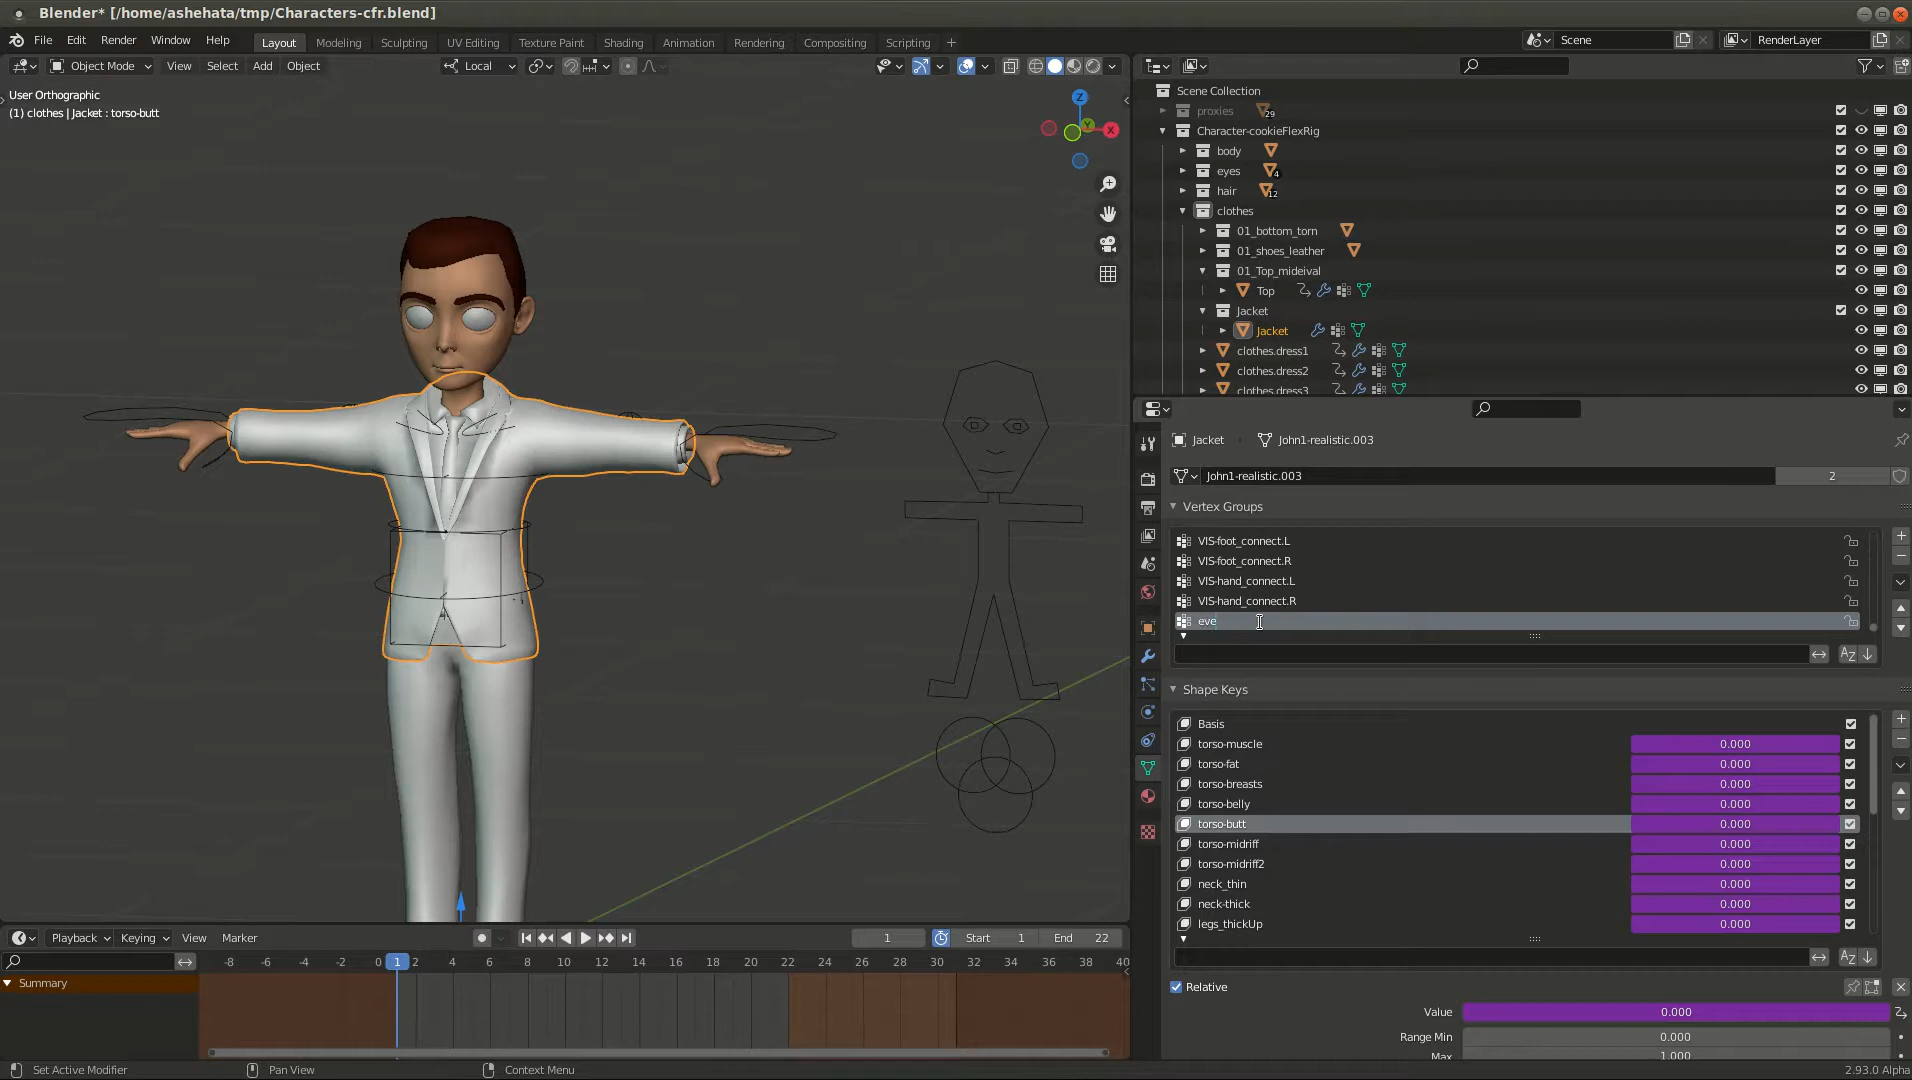 Blender* [/home/ashehata/tmp/Characters-cfr.blend]
File Edit Render Window Help
Layout Modeling Sculpting UV Editing Texture Paint Shading Animation Rendering Compositing Scripting +
Scene
RenderLayer
Object Mode View Select Add Object
Local
User Orthographic
(1) clothes | Jacket : torso-butt
Z
Y
X
Scene Collection
proxies 29
Character-cookieFlexRig
body
eyes 4
hair 12
clothes
01_bottom_torn
01_shoes_leather
01_Top_mideival
Top
Jacket
Jacket
clothes.dress1
clothes.dress2
clothes.dress3
Jacket John1-realistic.003
John1-realistic.003 2
Vertex Groups
VIS-foot_connect.L
VIS-foot_connect.R
VIS-hand_connect.L
VIS-hand_connect.R
eve
Shape Keys
Basis
torso-muscle 0.000
torso-fat 0.000
torso-breasts 0.000
torso-belly 0.000
torso-butt 0.000
torso-midriff 0.000
torso-midriff2 0.000
neck_thin 0.000
neck-thick 0.000
legs_thickUp 0.000
Relative
Value 0.000
Range Min 0.000
Max 1.000
Playback Keying View Marker
1 Start 1 End 22
-8 -6 -4 -2 0 1 2 4 6 8 10 12 14 16 18 20 22 24 26 28 30 32 34 36 38 40
Summary
Set Active Modifier Pan View Context Menu
2.93.0 Alpha